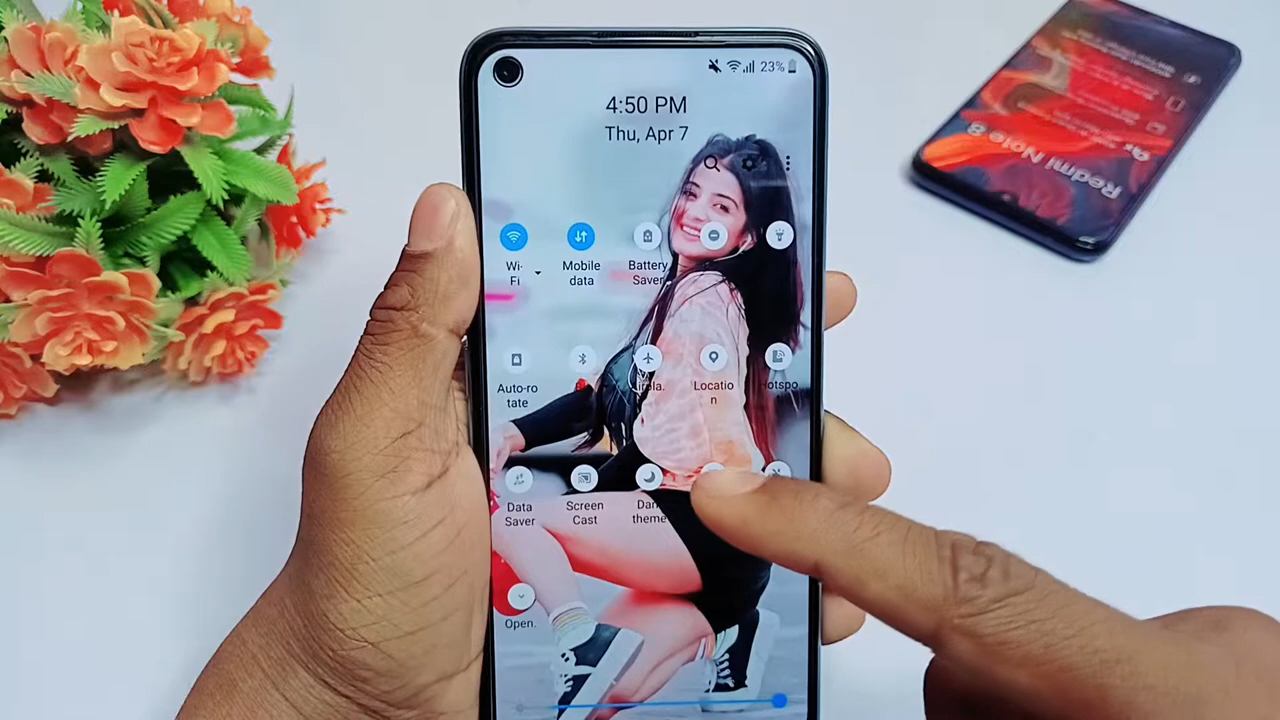 23%
4:50 PM
Thu, Apr 7
Wi-
Fi
Mobile
data
Battery
Saver
Auto-ro
tate
Locatio
n
Hotspo
Data
Saver
Screen
Cast
Dark
theme
Open.
Redmi Note 8